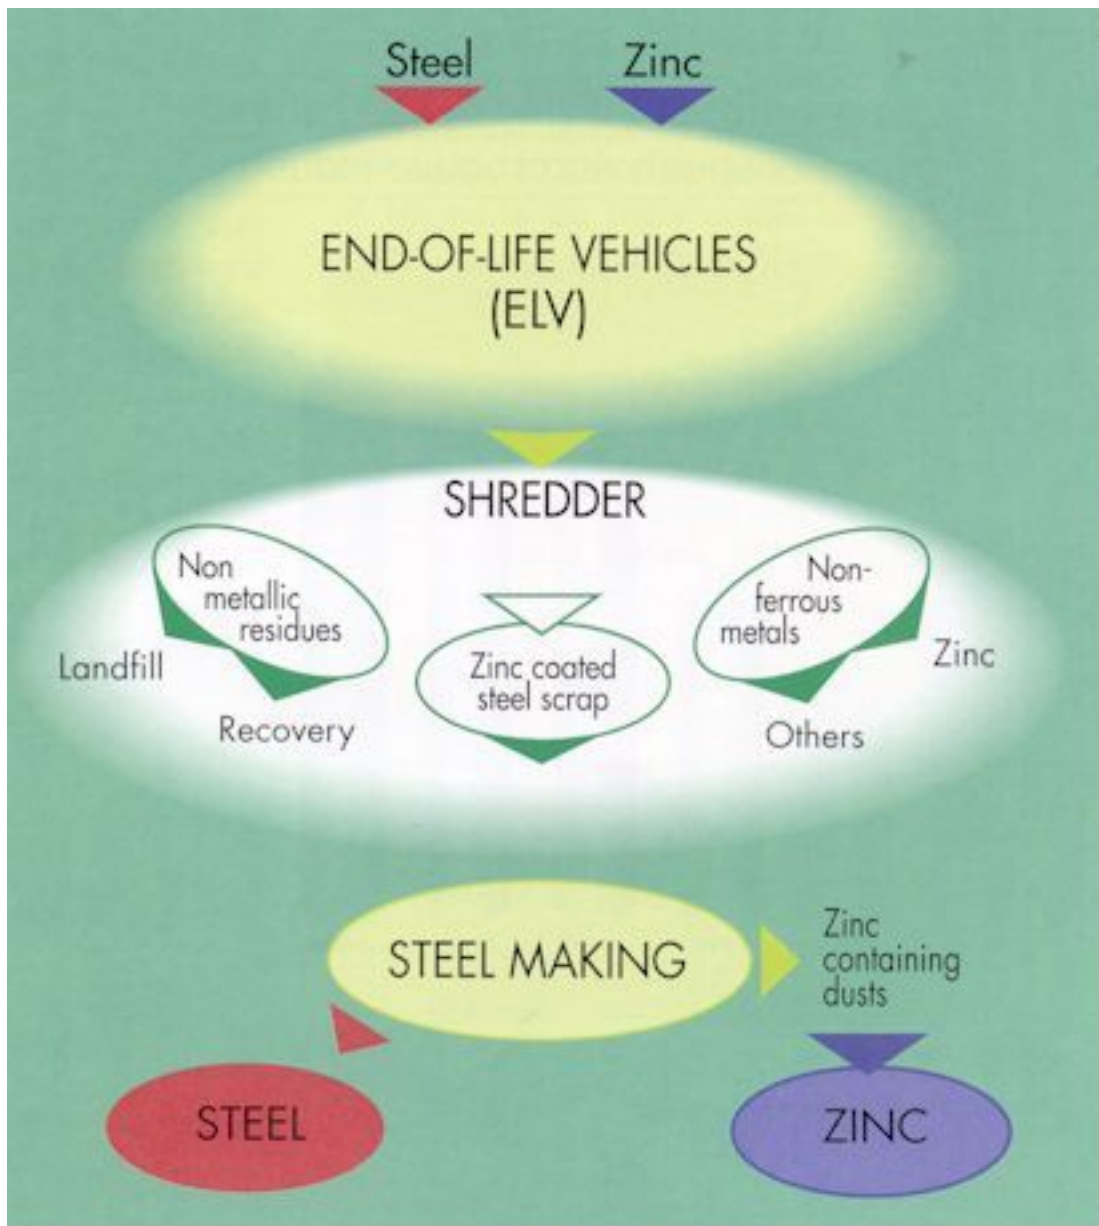 Steel
Zinc
END-OF-LIFE VEHICLES
(ELV)
SHREDDER
Non
metallic
residues
Landfill
Recovery
Zinc coated
steel scrap
Non-
ferrous
metals
Zinc
Others
STEEL MAKING
Zinc
containing
dusts
STEEL
ZINC